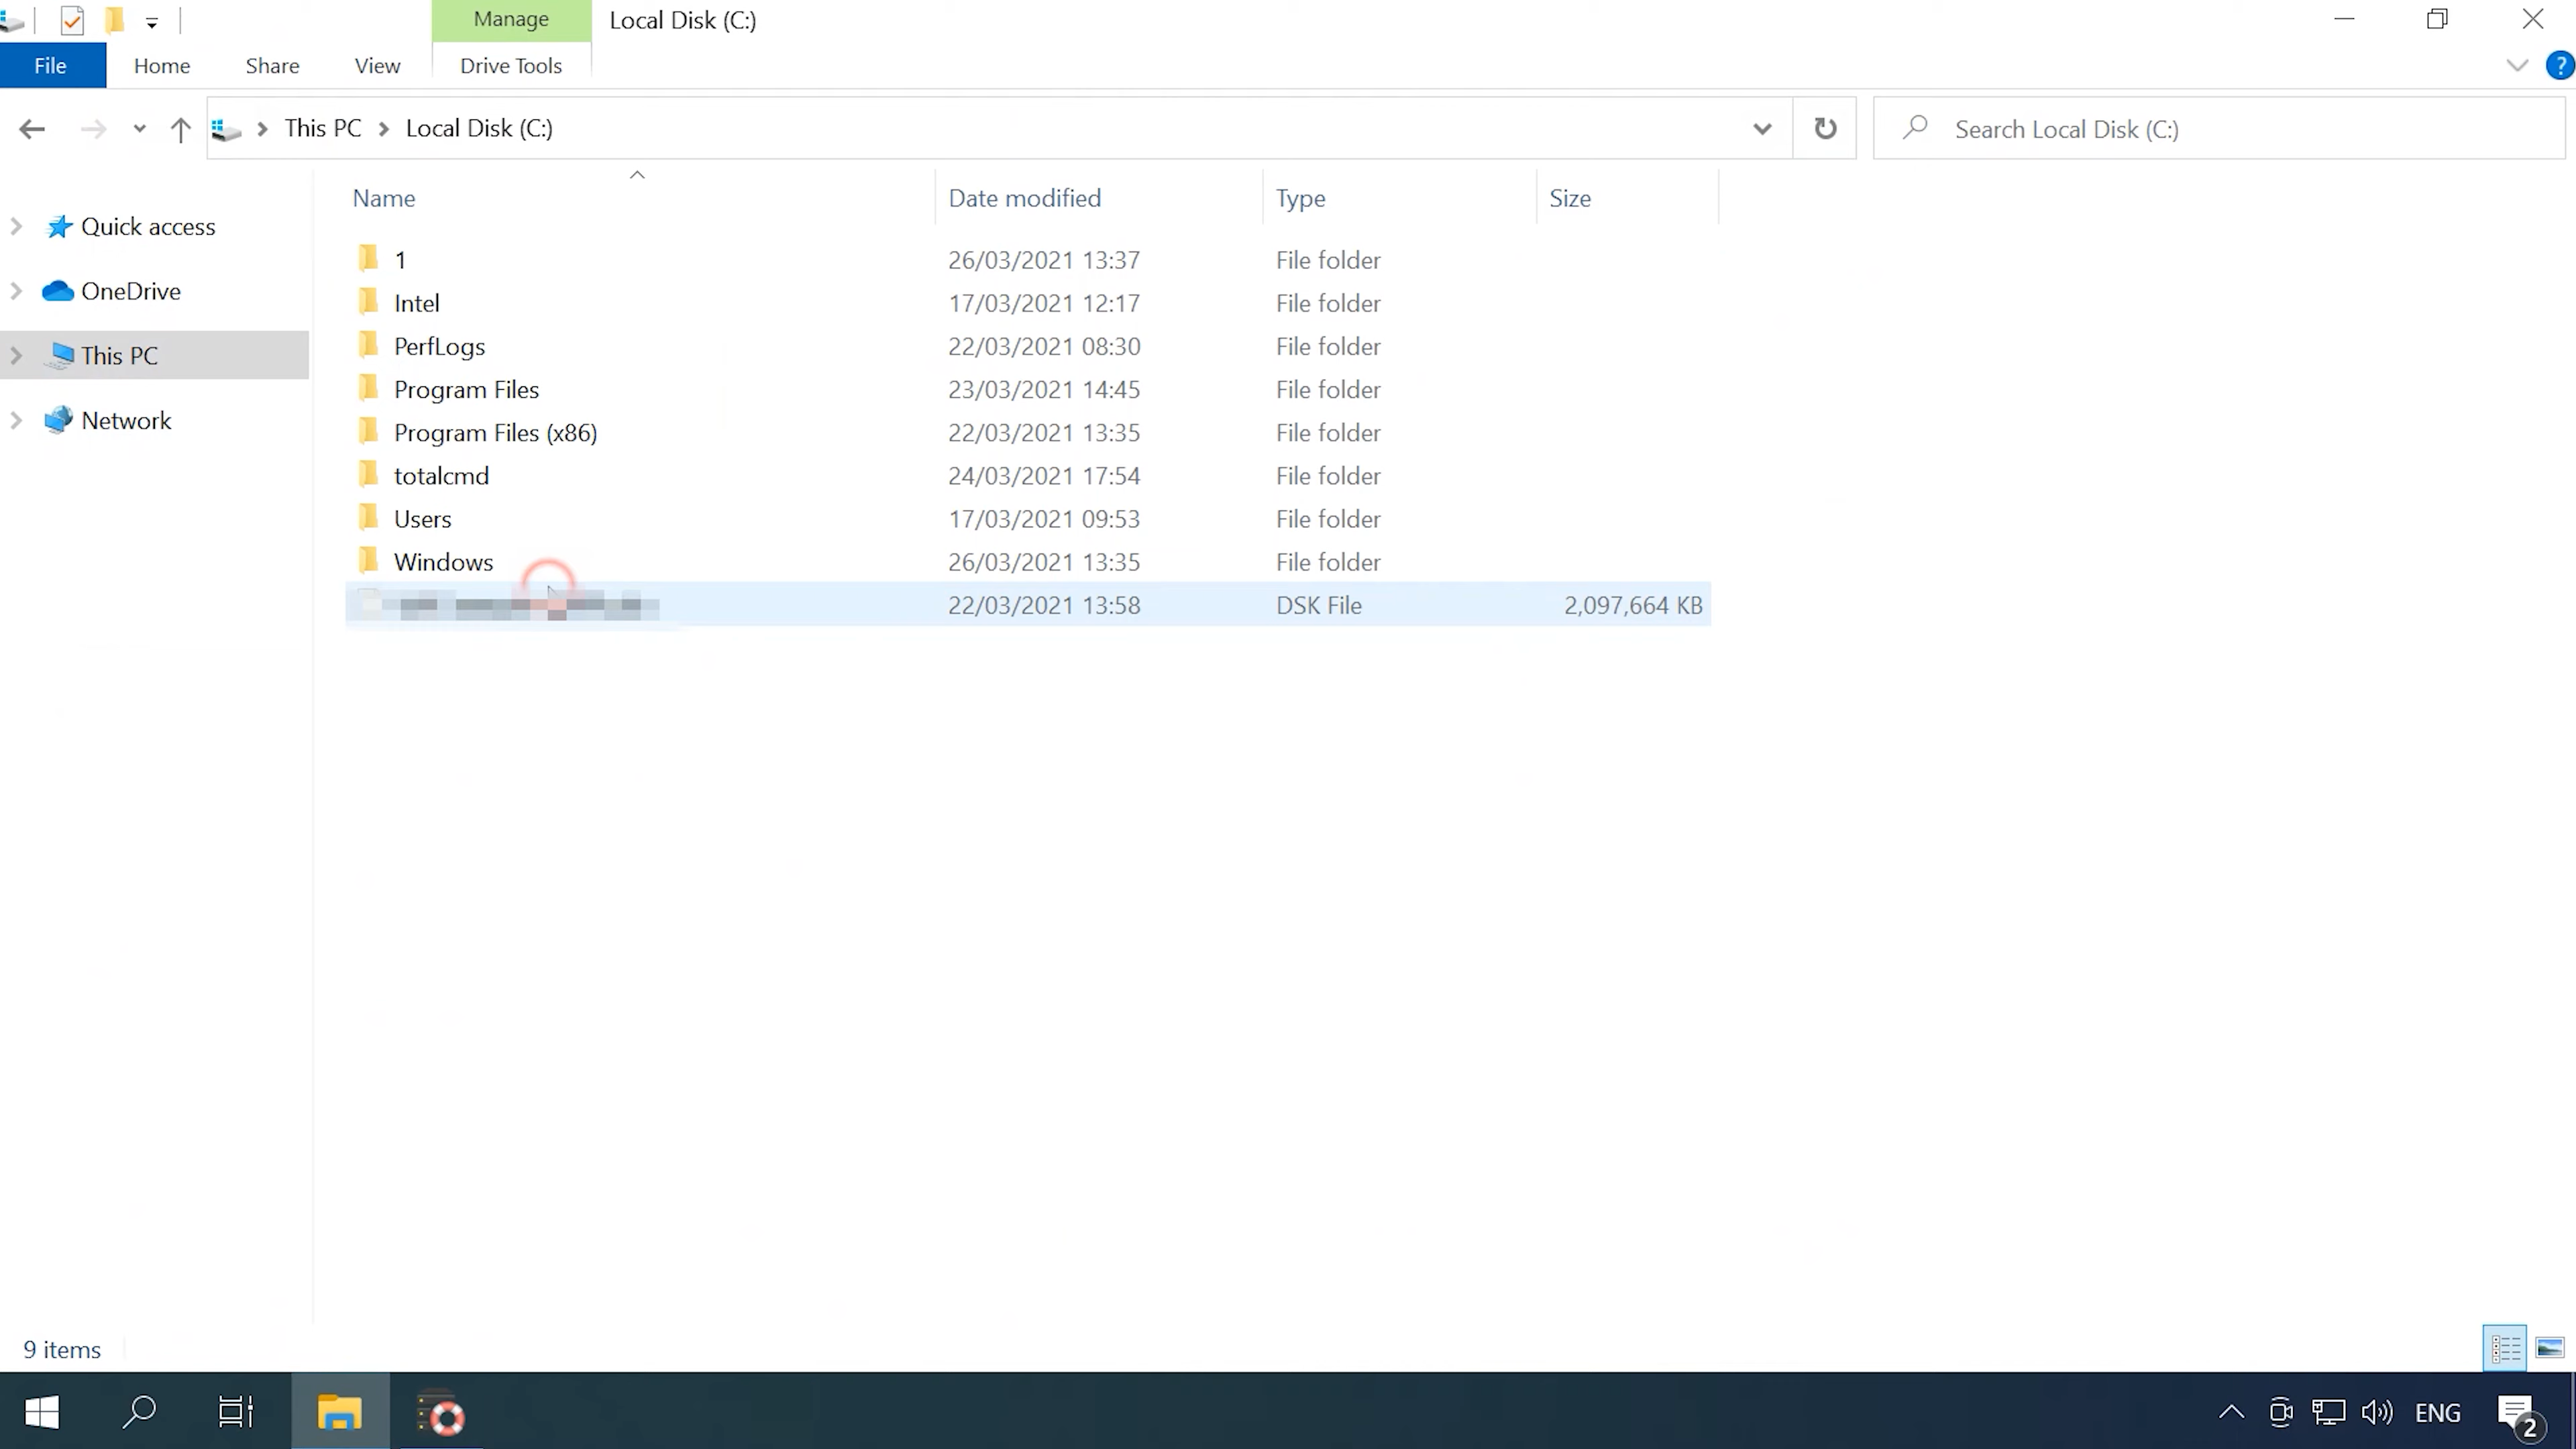 Manage Local Disk (C:)
File Home Share View Drive Tools ?
This PC Local Disk (C:) Search Local Disk (C:)
Name Date modified Type Size
Quick access
OneDrive
This PC
Network
1 26/03/2021 13:37 File folder
Intel 17/03/2021 12:17 File folder
PerfLogs 22/03/2021 08:30 File folder
Program Files 23/03/2021 14:45 File folder
Program Files (x86) 22/03/2021 13:35 File folder
totalcmd 24/03/2021 17:54 File folder
Users 17/03/2021 09:53 File folder
Windows 26/03/2021 13:35 File folder
22/03/2021 13:58 DSK File 2,097,664 KB
9 items
ENG 2